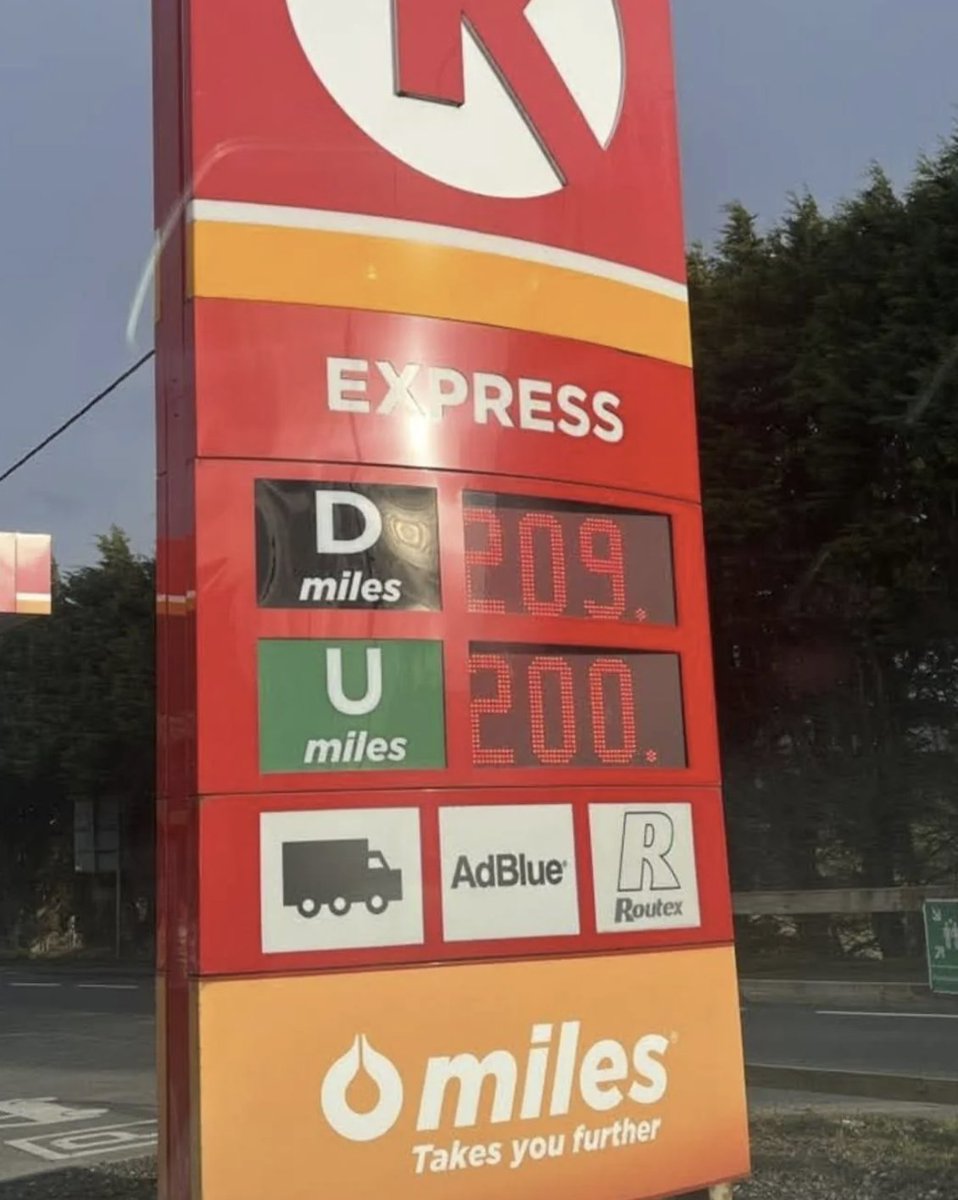 K
EXPRESS
D
miles
209.
U
miles
200.
AdBlue®
R
Routex
miles®
Takes you further